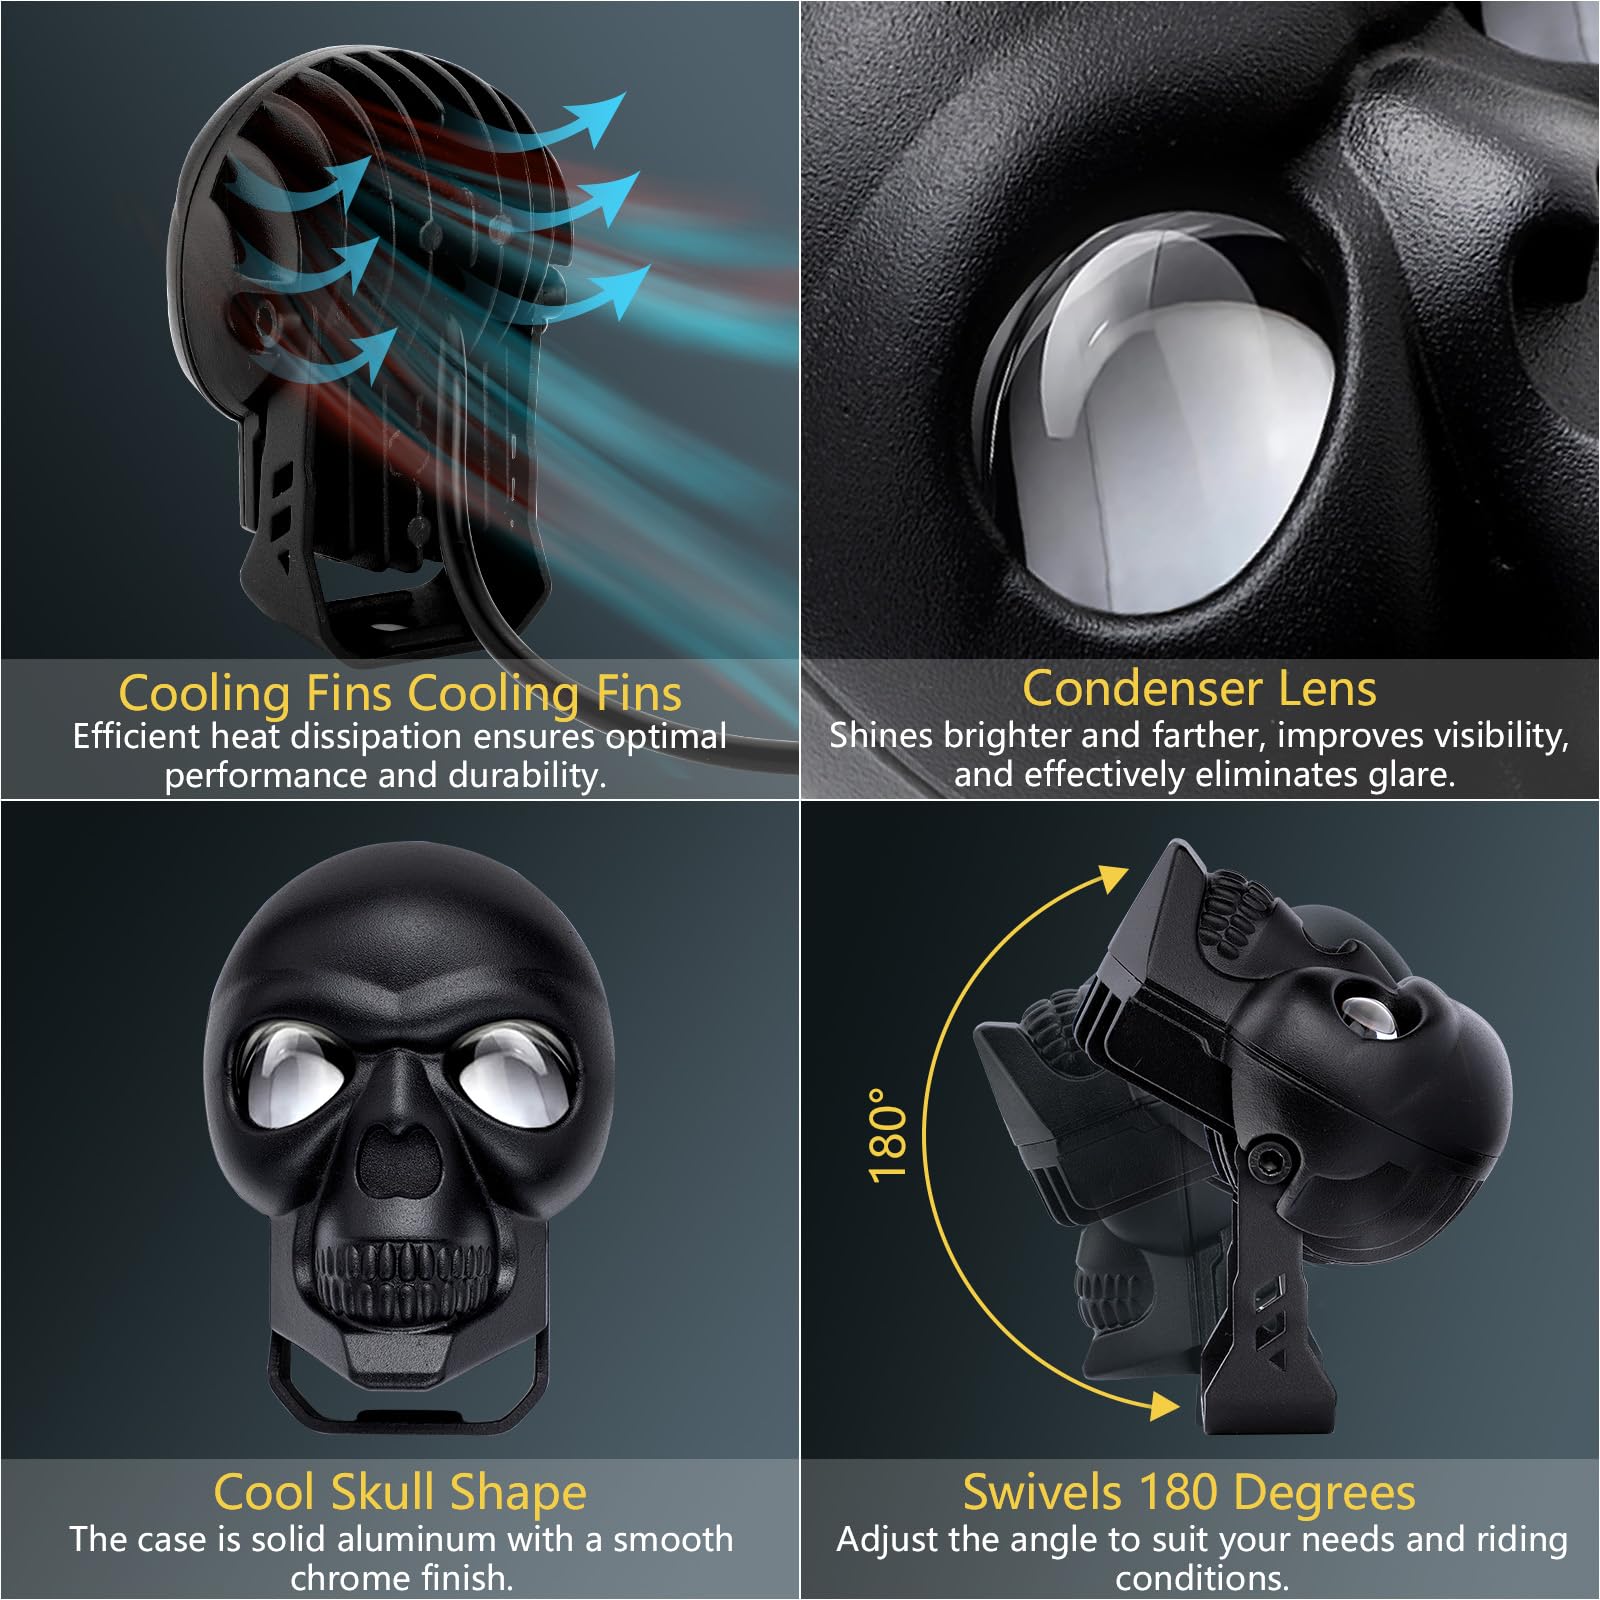 Cooling Fins Cooling Fins
Efficient heat dissipation ensures optimal
performance and durability.
Condenser Lens
Shines brighter and farther, improves visibility,
and effectively eliminates glare.
Cool Skull Shape
The case is solid aluminum with a smooth
chrome finish.
180°
Swivels 180 Degrees
Adjust the angle to suit your needs and riding
conditions.